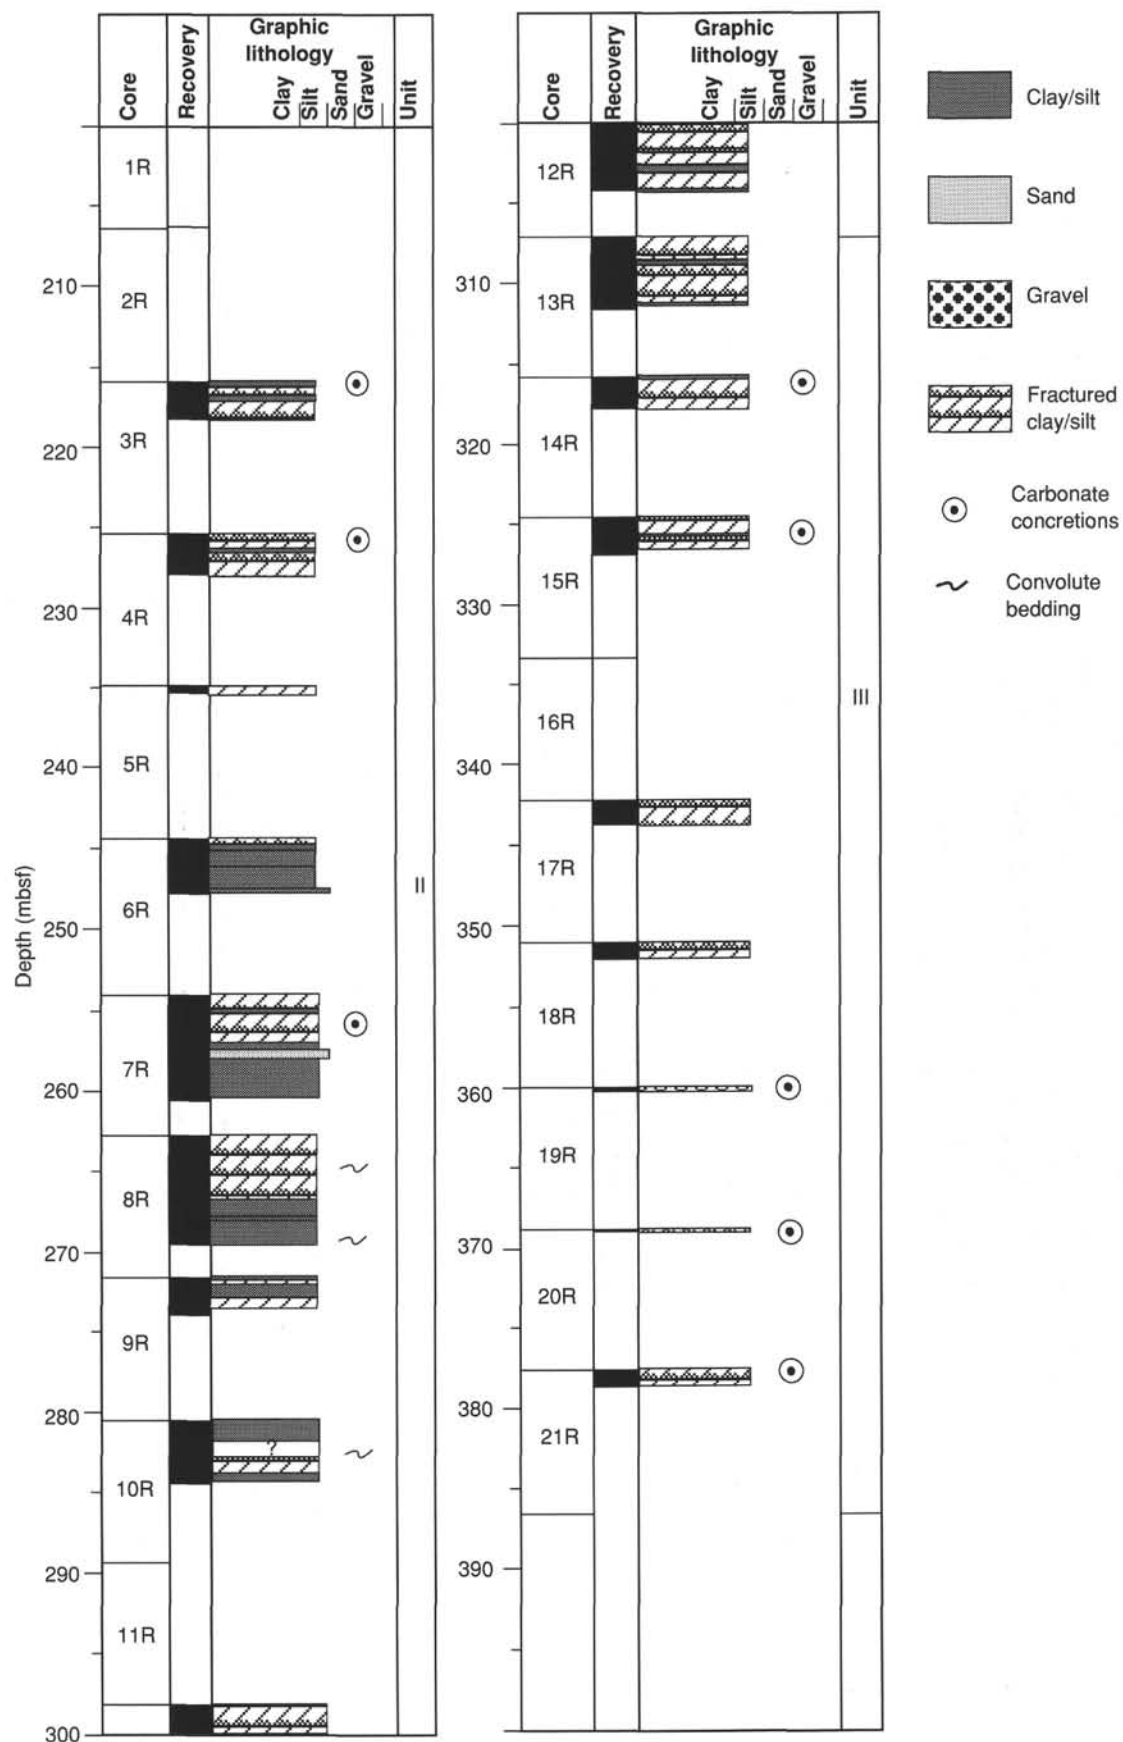 Core
Recovery
Graphic
lithology
Clay
Silt
Sand
Gravel
Unit
Depth (mbsf)
210
220
230
240
250
260
270
280
290
300
1R
2R
3R
4R
5R
6R
7R
8R
9R
10R
11R
?
II
Core
Recovery
Graphic
lithology
Clay
Silt
Sand
Gravel
Unit
310
320
330
340
350
360
370
380
390
12R
13R
14R
15R
16R
17R
18R
19R
20R
21R
III
Clay/silt
Sand
Gravel
Fractured
clay/silt
Carbonate
concretions
Convolute
bedding